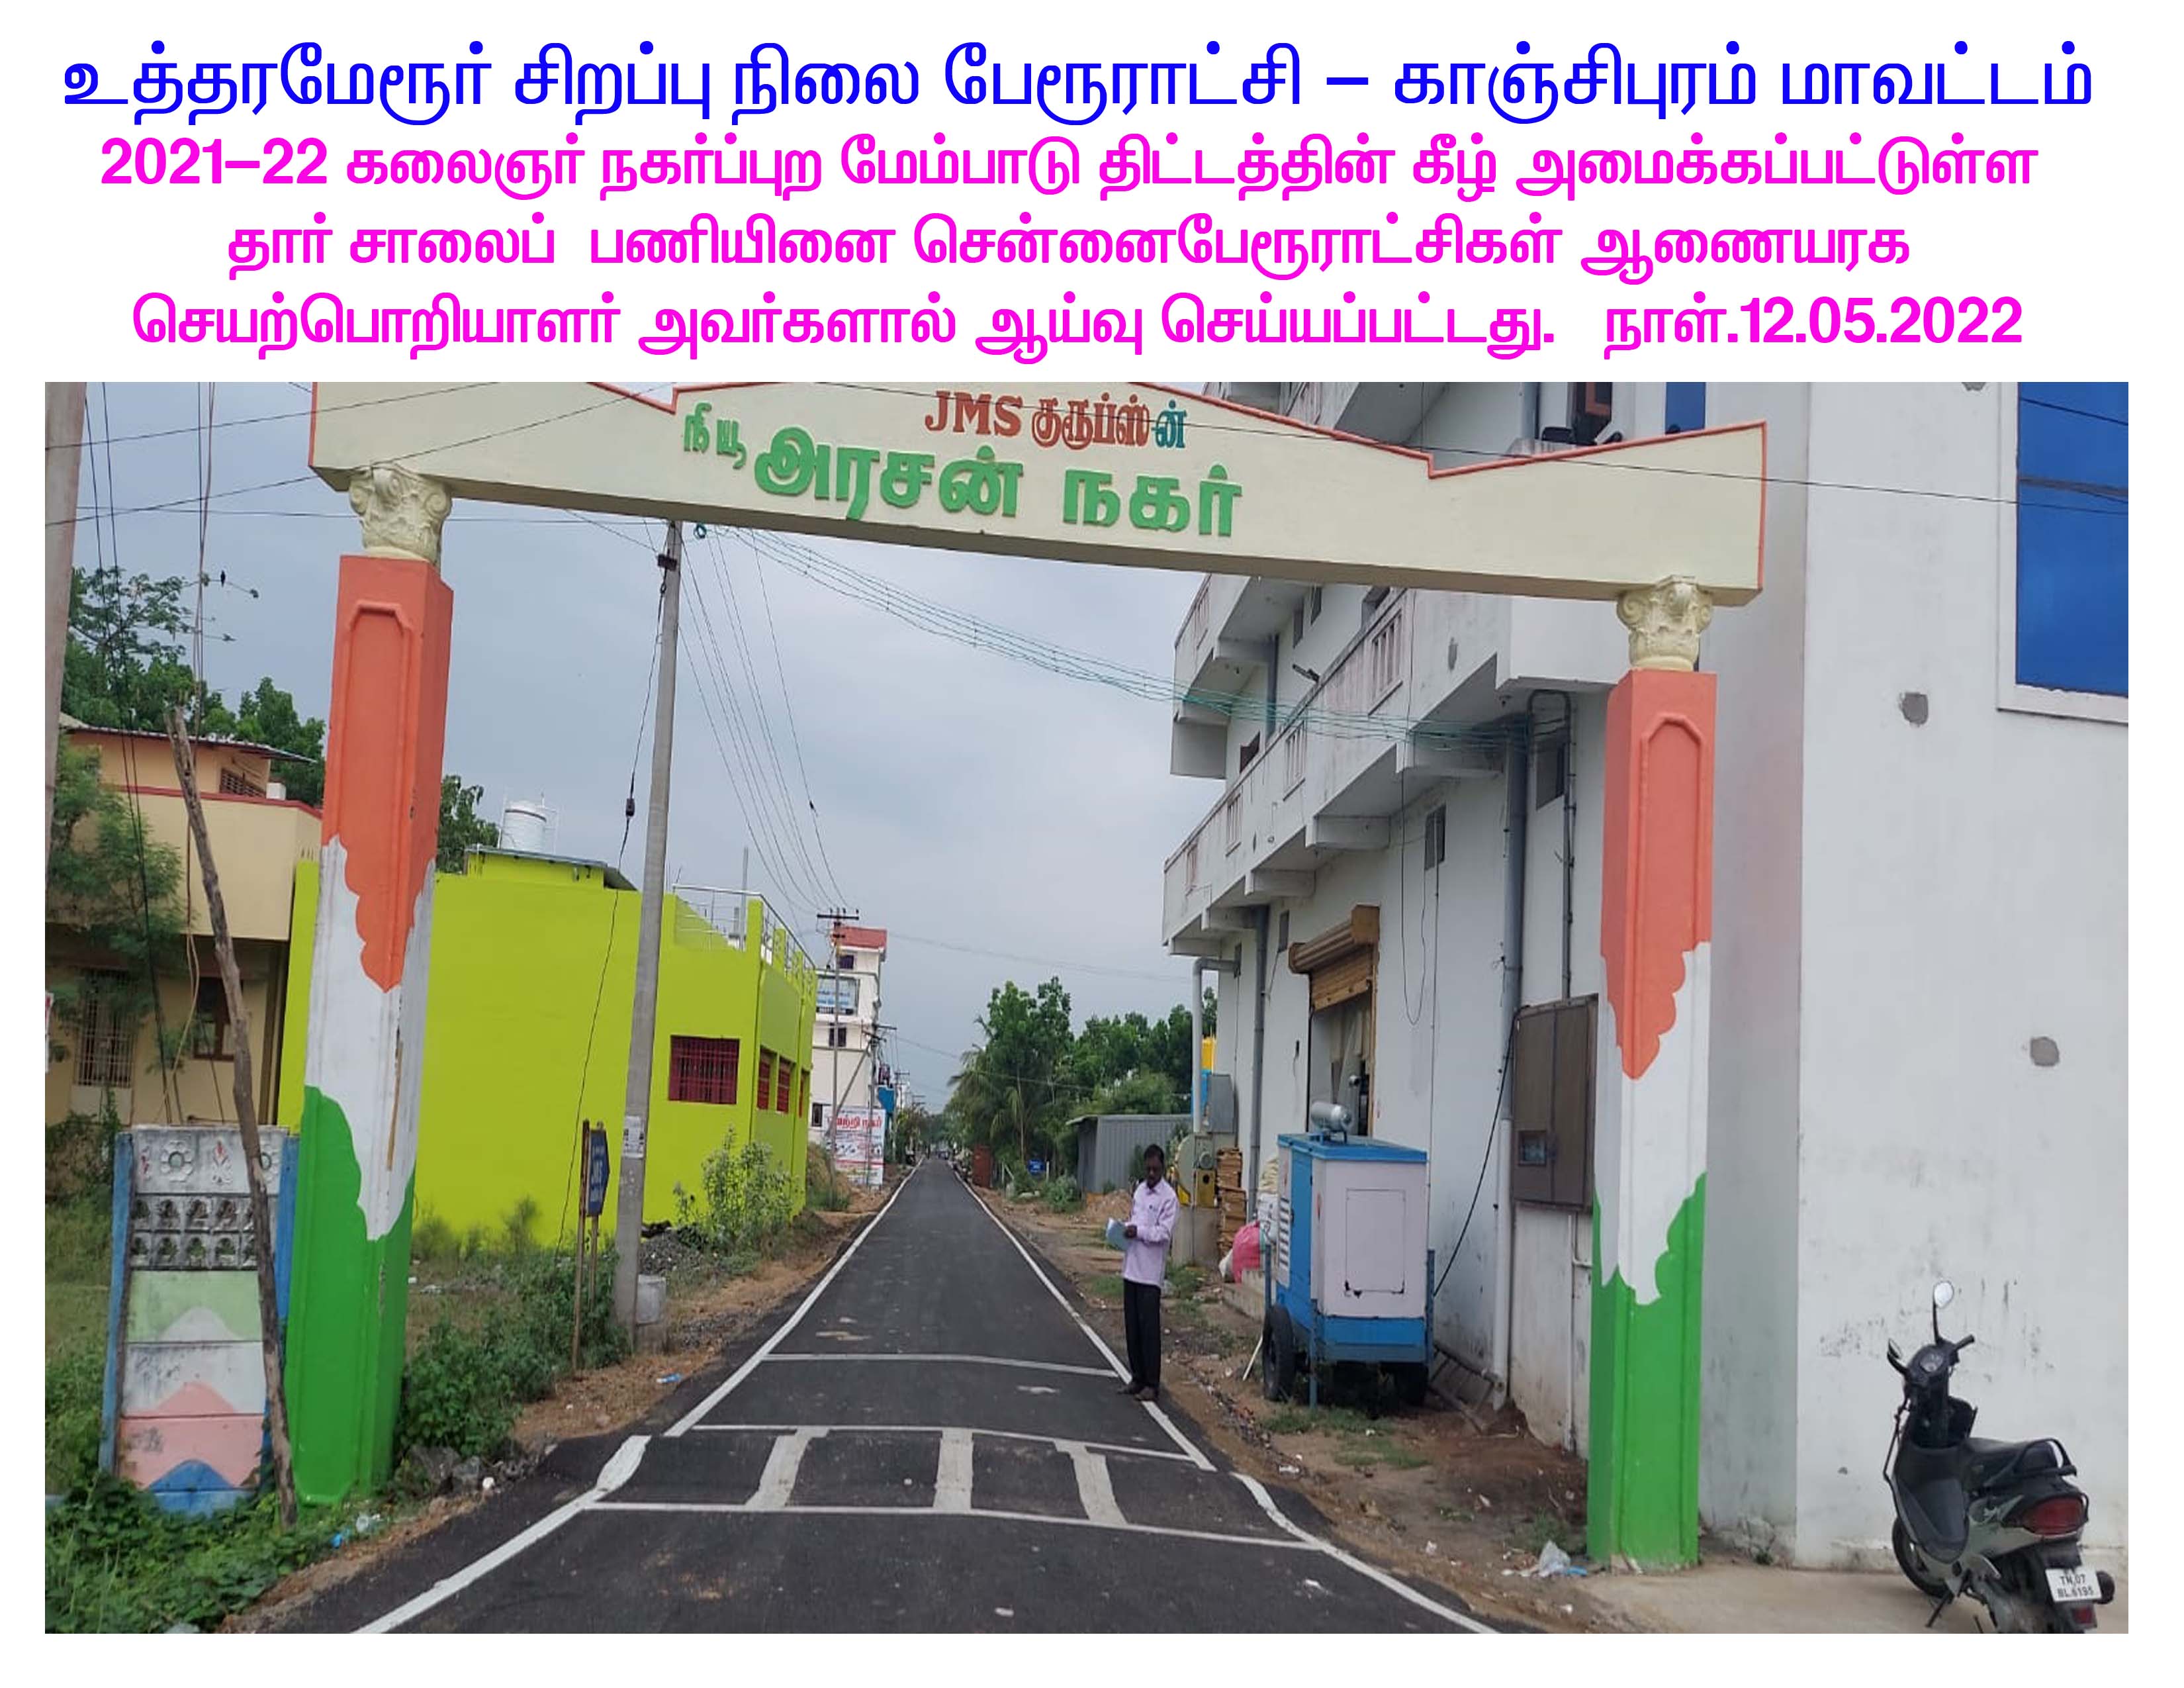 உத்தரமேரூர் சிறப்பு நிலை பேரூராட்சி – காஞ்சிபுரம் மாவட்டம்
2021–22 கலைஞர் நகர்ப்புற மேம்பாடு திட்டத்தின் கீழ் அமைக்கப்பட்டுள்ள
தார் சாலைப் பணியினை சென்னைபேரூராட்சிகள் ஆணையரக
செயற்பொறியாளர் அவர்களால் ஆய்வு செய்யப்பட்டது. நாள்.12.05.2022
JMS குரூப்ஸ்ன்
நியூ அரசன் நகர்
TN.07
BL.6195